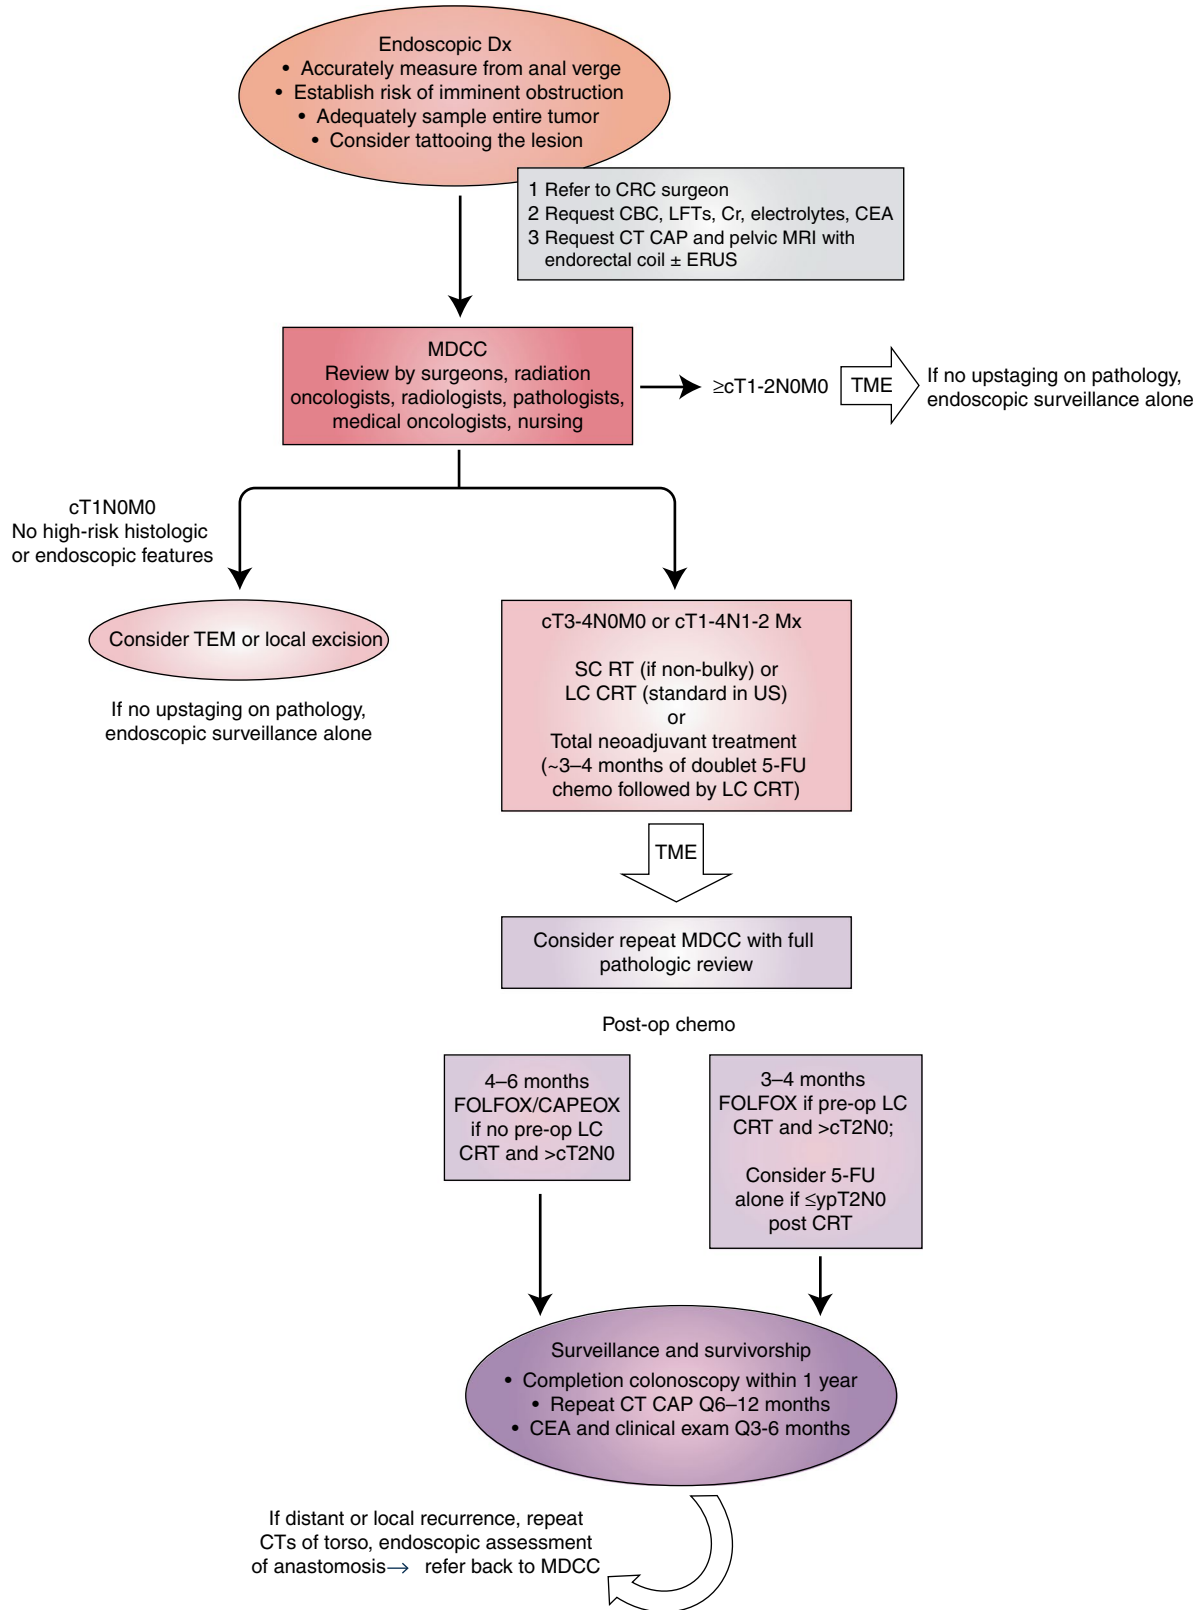 Endoscopic Dx
• Accurately measure from anal verge
• Establish risk of imminent obstruction
• Adequately sample entire tumor
• Consider tattooing the lesion
1 Refer to CRC surgeon
2 Request CBC, LFTs, Cr, electrolytes, CEA
3 Request CT CAP and pelvic MRI with
endorectal coil ± ERUS
MDCC
Review by surgeons, radiation
oncologists, radiologists, pathologists,
medical oncologists, nursing
≥cT1-2N0M0
TME
If no upstaging on pathology,
endoscopic surveillance alone
cT1N0M0
No high-risk histologic
or endoscopic features
Consider TEM or local excision
If no upstaging on pathology,
endoscopic surveillance alone
cT3-4N0M0 or cT1-4N1-2 Mx
SC RT (if non-bulky) or
LC CRT (standard in US)
or
Total neoadjuvant treatment
(~3–4 months of doublet 5-FU
chemo followed by LC CRT)
TME
Consider repeat MDCC with full
pathologic review
Post-op chemo
4–6 months
FOLFOX/CAPEOX
if no pre-op LC
CRT and >cT2N0
3–4 months
FOLFOX if pre-op LC
CRT and >cT2N0;
Consider 5-FU
alone if ≤ypT2N0
post CRT
Surveillance and survivorship
• Completion colonoscopy within 1 year
• Repeat CT CAP Q6–12 months
• CEA and clinical exam Q3-6 months
If distant or local recurrence, repeat
CTs of torso, endoscopic assessment
of anastomosis→ refer back to MDCC